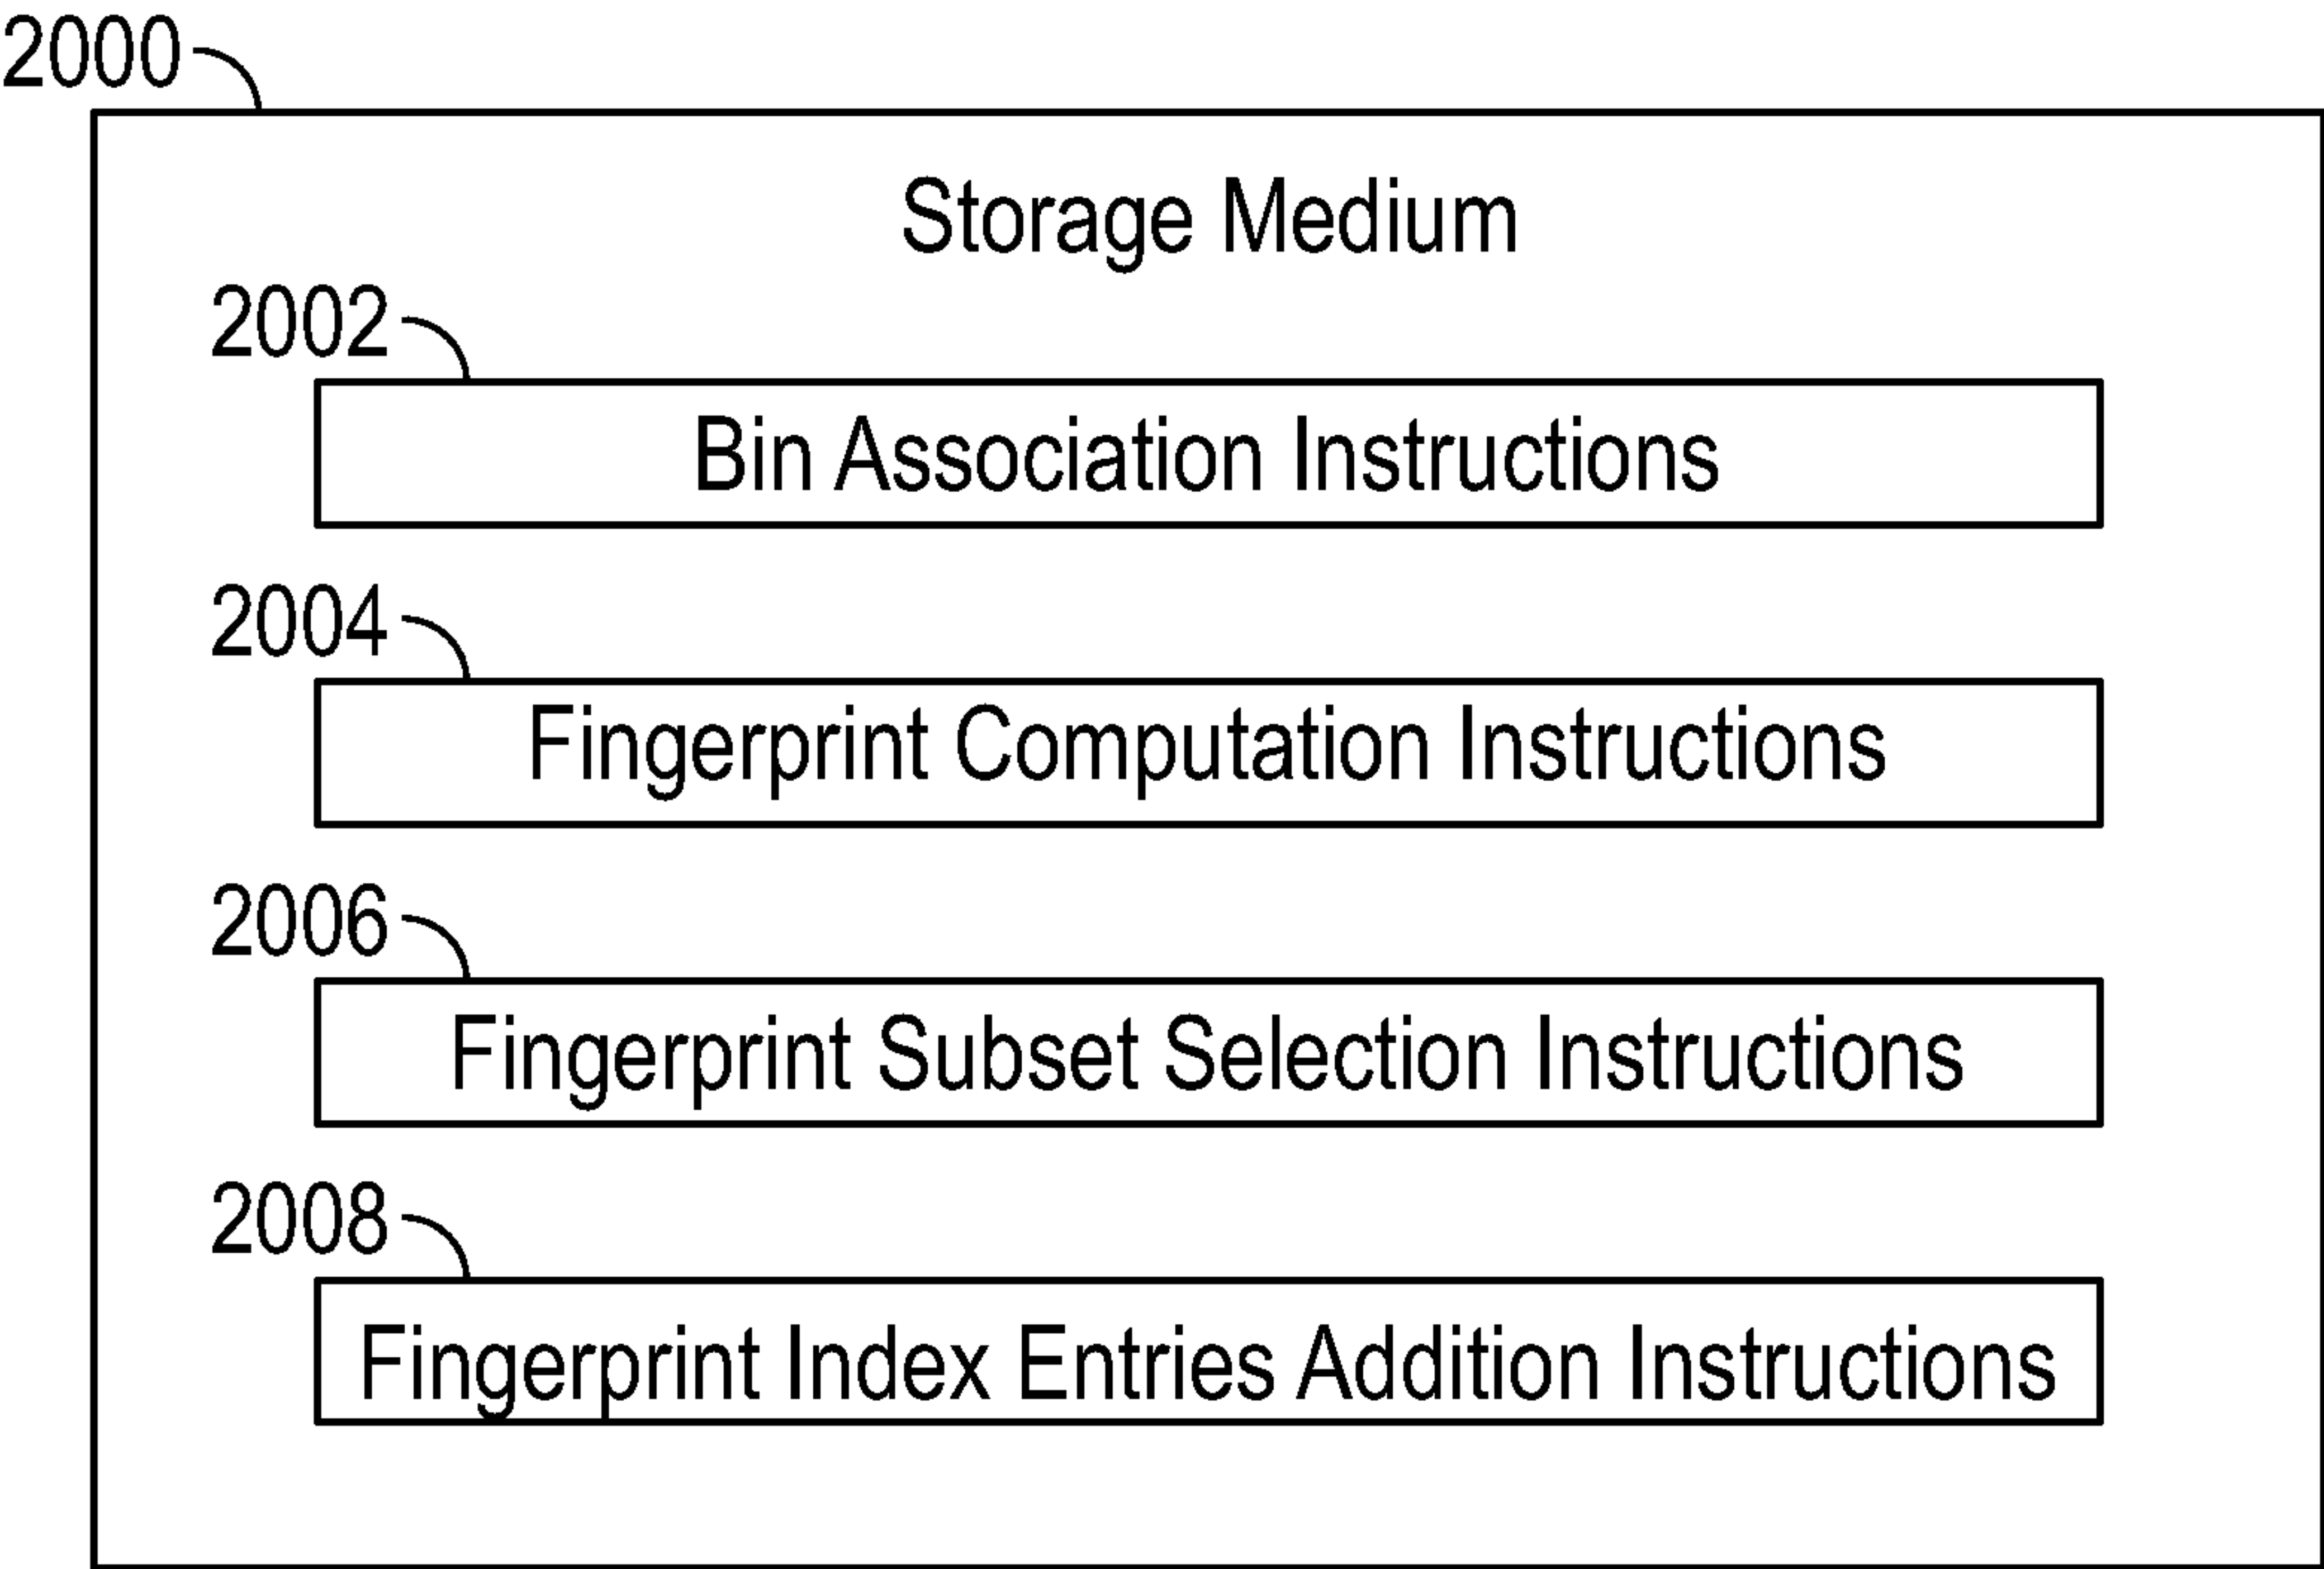 2000
Storage Medium
2002
Bin Association Instructions
2004
Fingerprint Computation Instructions
2006
Fingerprint Subset Selection Instructions
2008
Fingerprint Index Entries Addition Instructions